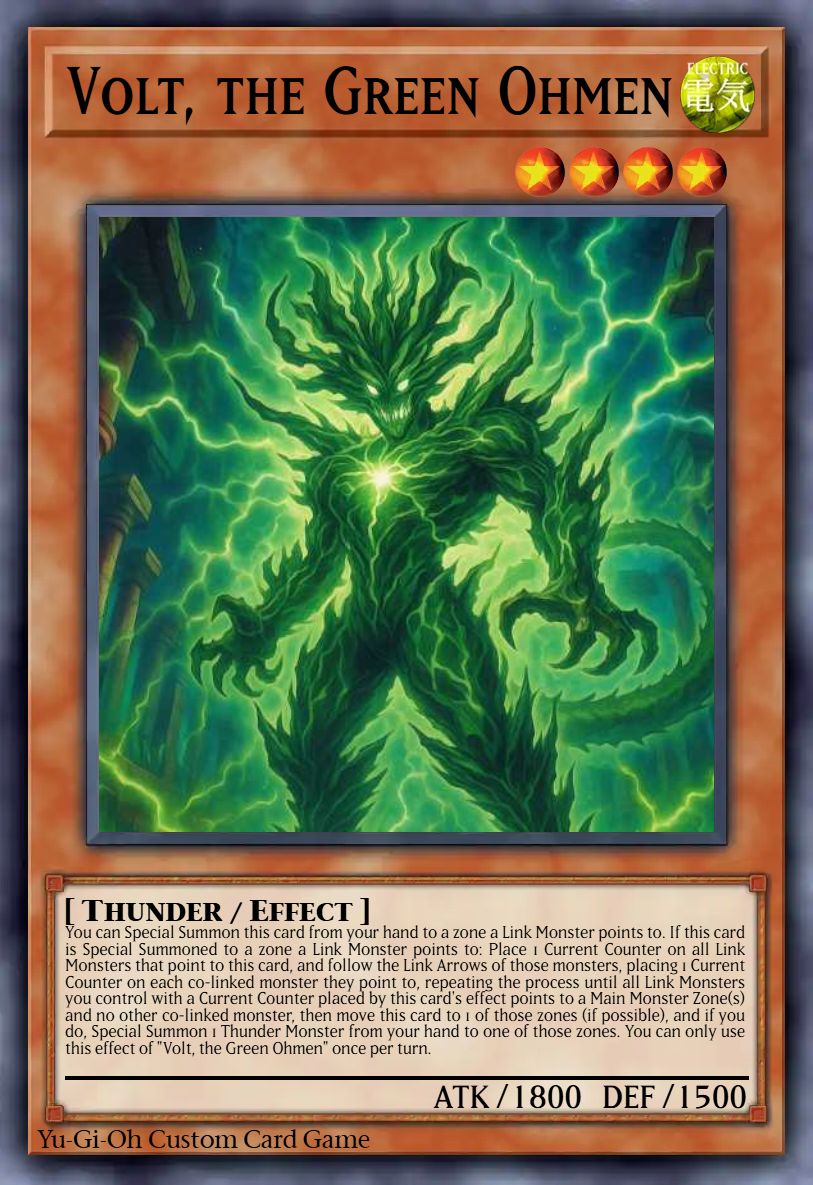 Volt, the Green Ohmen
ELECTRIC
電気
[ Thunder / Effect ]
You can Special Summon this card from your hand to a zone a Link Monster points to. If this card
is Special Summoned to a zone a Link Monster points to: Place 1 Current Counter on all Link
Monsters that point to this card, and follow the Link Arrows of those monsters, placing 1 Current
Counter on each co-linked monster they point to, repeating the process until all Link Monsters
you control with a Current Counter placed by this card's effect points to a Main Monster Zone(s)
and no other co-linked monster, then move this card to 1 of those zones (if possible), and if you
do, Special Summon 1 Thunder Monster from your hand to one of those zones. You can only use
this effect of "Volt, the Green Ohmen" once per turn.
ATK / 1800 DEF / 1500
Yu-Gi-Oh Custom Card Game